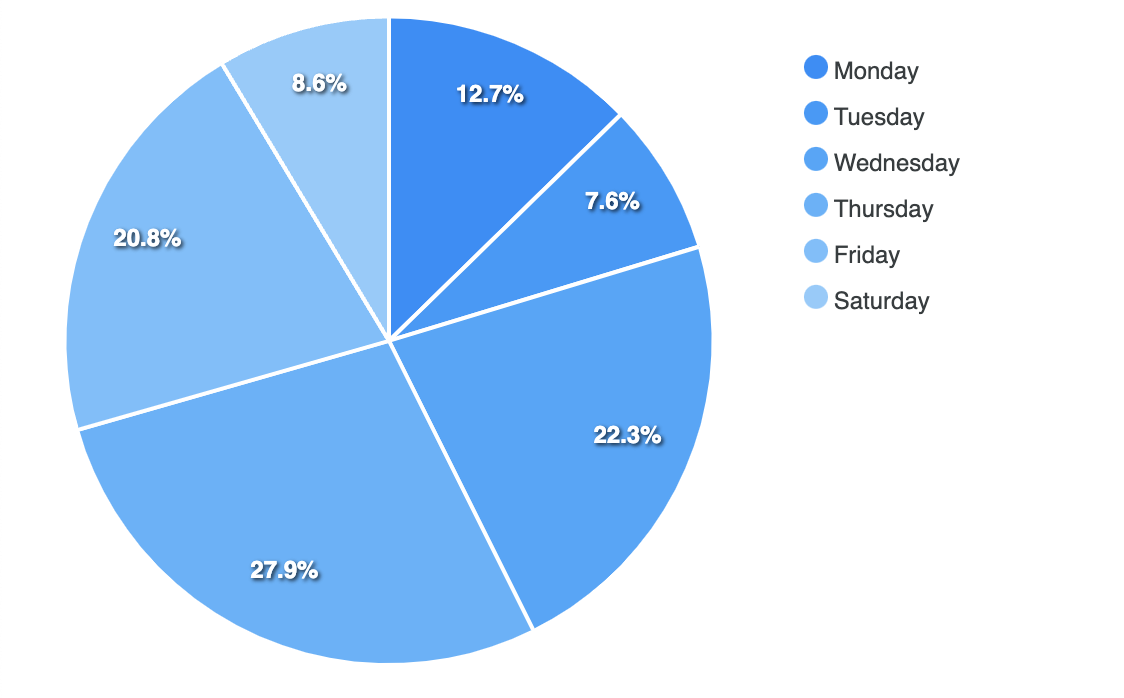 8.6%
12.7%
7.6%
20.8%
22.3%
27.9%
Monday
Tuesday
Wednesday
Thursday
Friday
Saturday